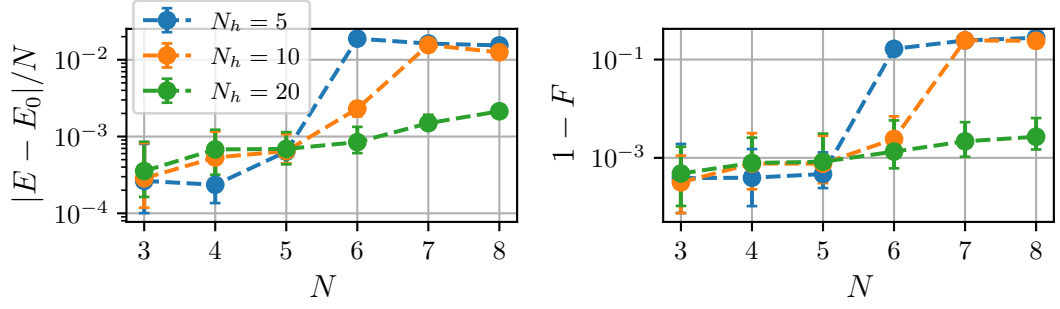 N_h = 5
N_h = 10
N_h = 20
|E − E_0|/N
10^{−2}
10^{−3}
10^{−4}
3 4 5 6 7 8
N
1 − F
10^{−1}
10^{−3}
3 4 5 6 7 8
N